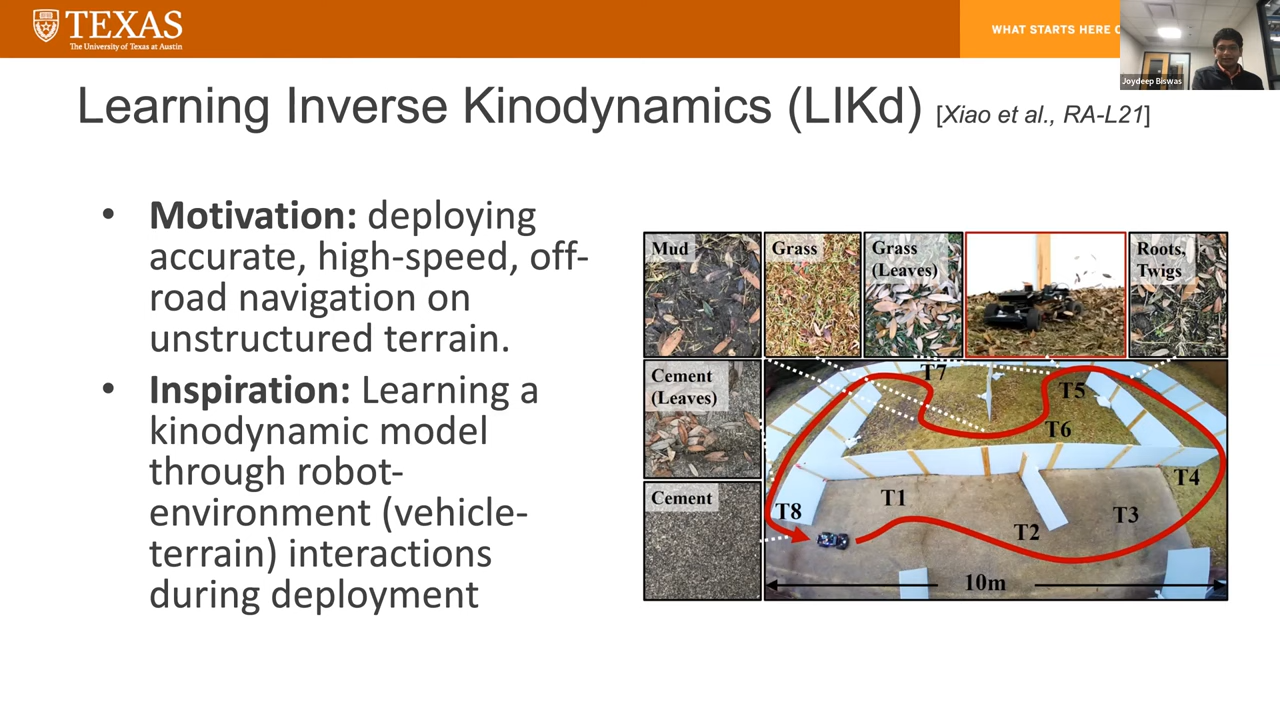 TEXAS
The University of Texas at Austin
WHAT STARTS HERE C
Joydeep Biswas
Learning Inverse Kinodynamics (LIKd) [Xiao et al., RA-L21]
• Motivation: deploying
accurate, high-speed, off-
road navigation on
unstructured terrain.
• Inspiration: Learning a
kinodynamic model
through robot-
environment (vehicle-
terrain) interactions
during deployment
Mud
Grass
Grass
(Leaves)
Roots,
Twigs
Cement
(Leaves)
Cement
T7
T5
T6
T4
T1
T8
T2
T3
10m